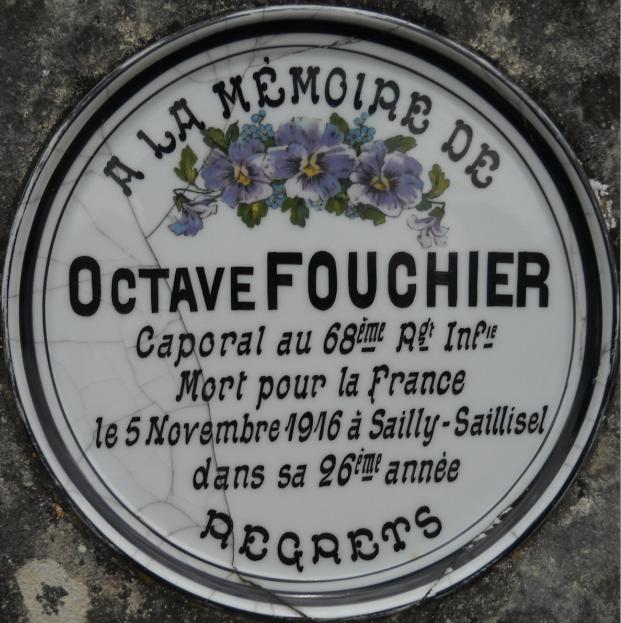 A LA MÉMOIRE DE
OCTAVE FOUCHIER
Caporal au 68ème Rgt Infie
Mort pour la France
le 5 Novembre 1916 à Sailly-Saillisel
dans sa 26ème année
REGRETS